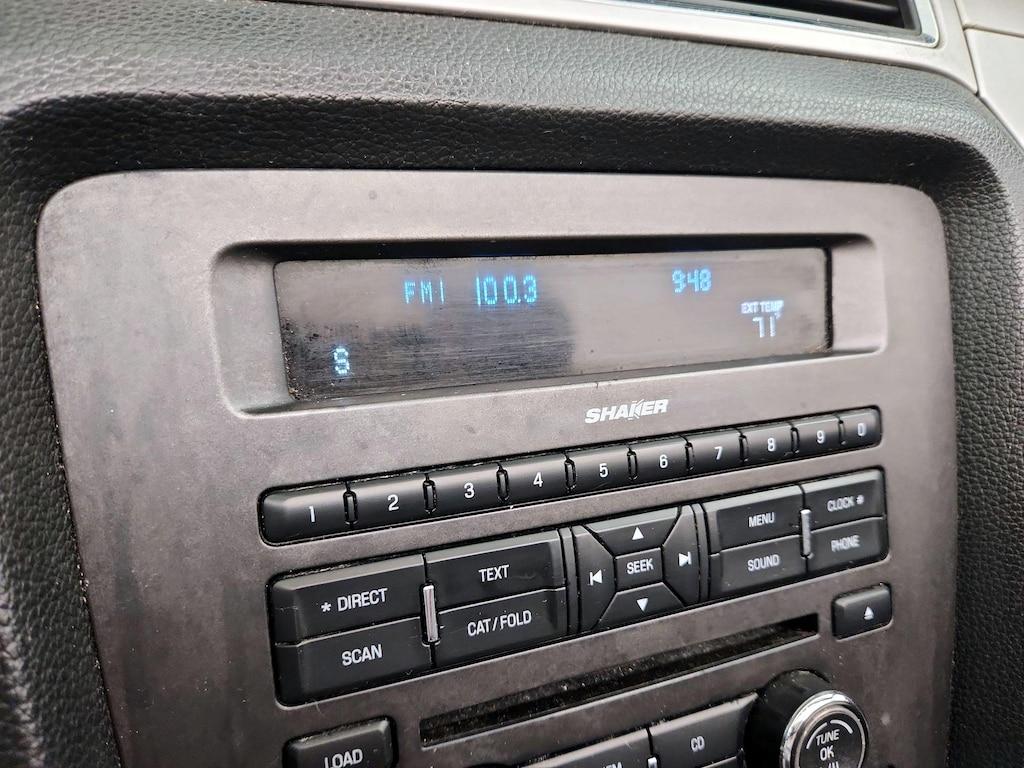 FM1 100.3 9:48
EXT TEMP
71°
S
SHAKER
1 2 3 4 5 6 7 8 9 0
* DIRECT TEXT SEEK MENU CLOCK
SCAN CAT / FOLD SOUND PHONE
LOAD CD
TUNE
OK